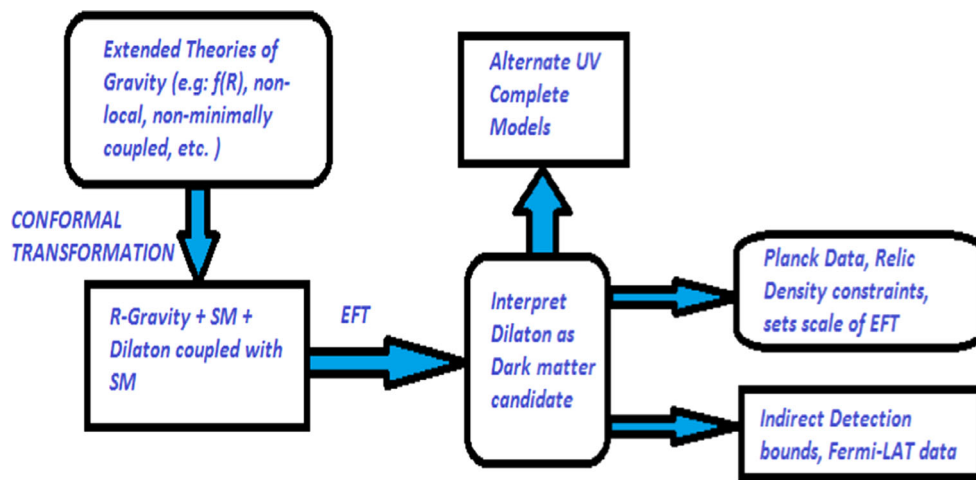 Extended Theories of
Gravity (e.g: f(R), non-
local, non-minimally
coupled, etc. )
CONFORMAL
TRANSFORMATION
R-Gravity + SM +
Dilaton coupled with
SM
EFT
Interpret
Dilaton as
Dark matter
candidate
Alternate UV
Complete
Models
Planck Data, Relic
Density constraints,
sets scale of EFT
Indirect Detection
bounds, Fermi-LAT data